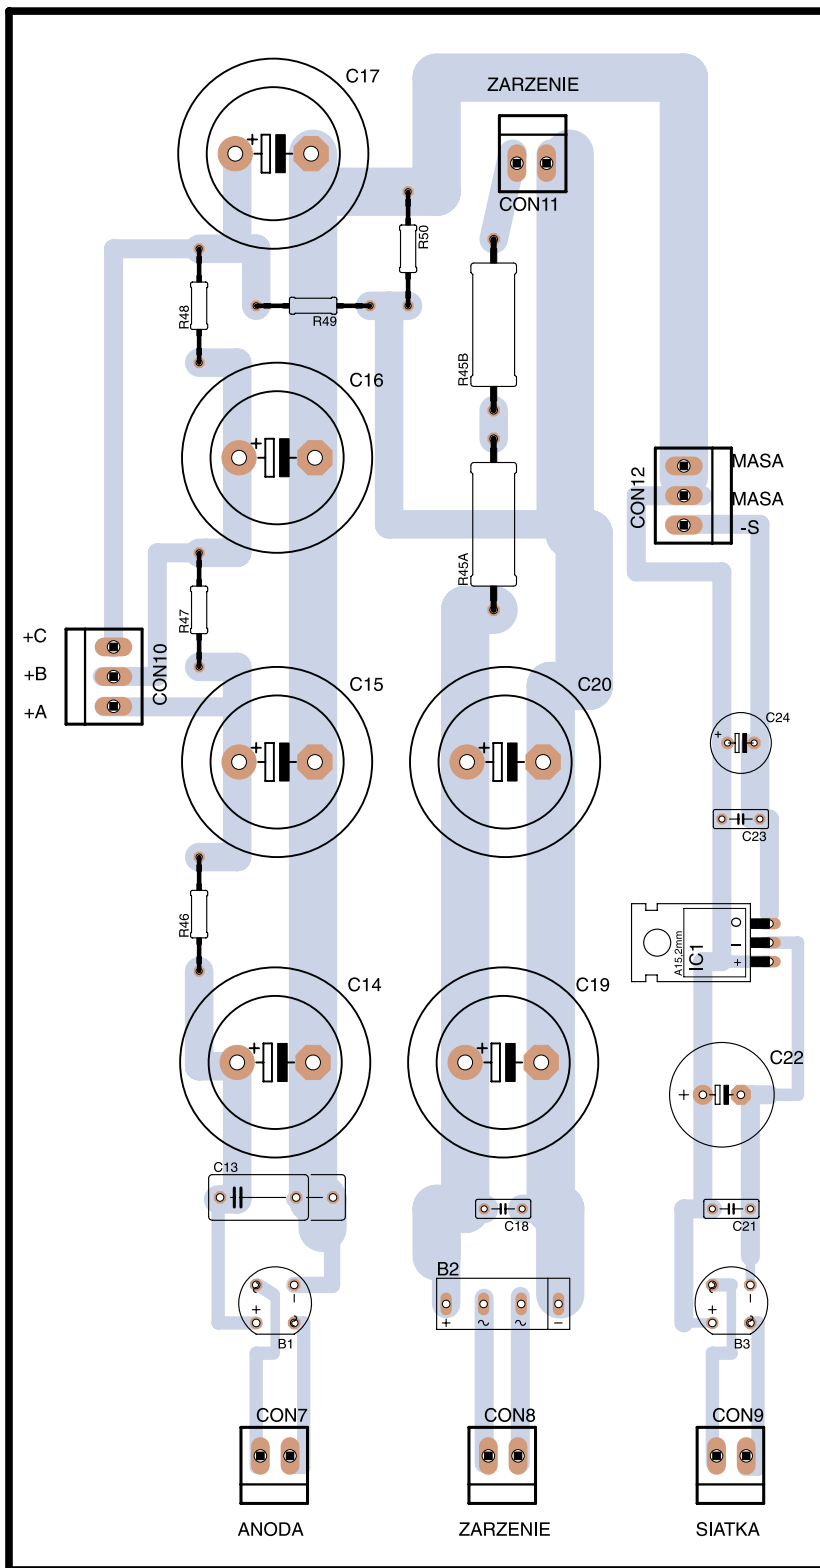 C17
+
ZARZENIE
CON11
R50
R48
R49
C16
+
R45B
MASA
MASA
-S
CON12
R45A
R47
+C
+B
+A
CON10
C15
+
C20
+
C24
+
C23
R46
A15,2mm
IC1
O
I
+
C14
+
C19
+
C22
+
C13
C18
C21
B2
+
~
~
–
~
–
+
~
B1
~
–
+
~
B3
CON7
CON8
CON9
ANODA
ZARZENIE
SIATKA